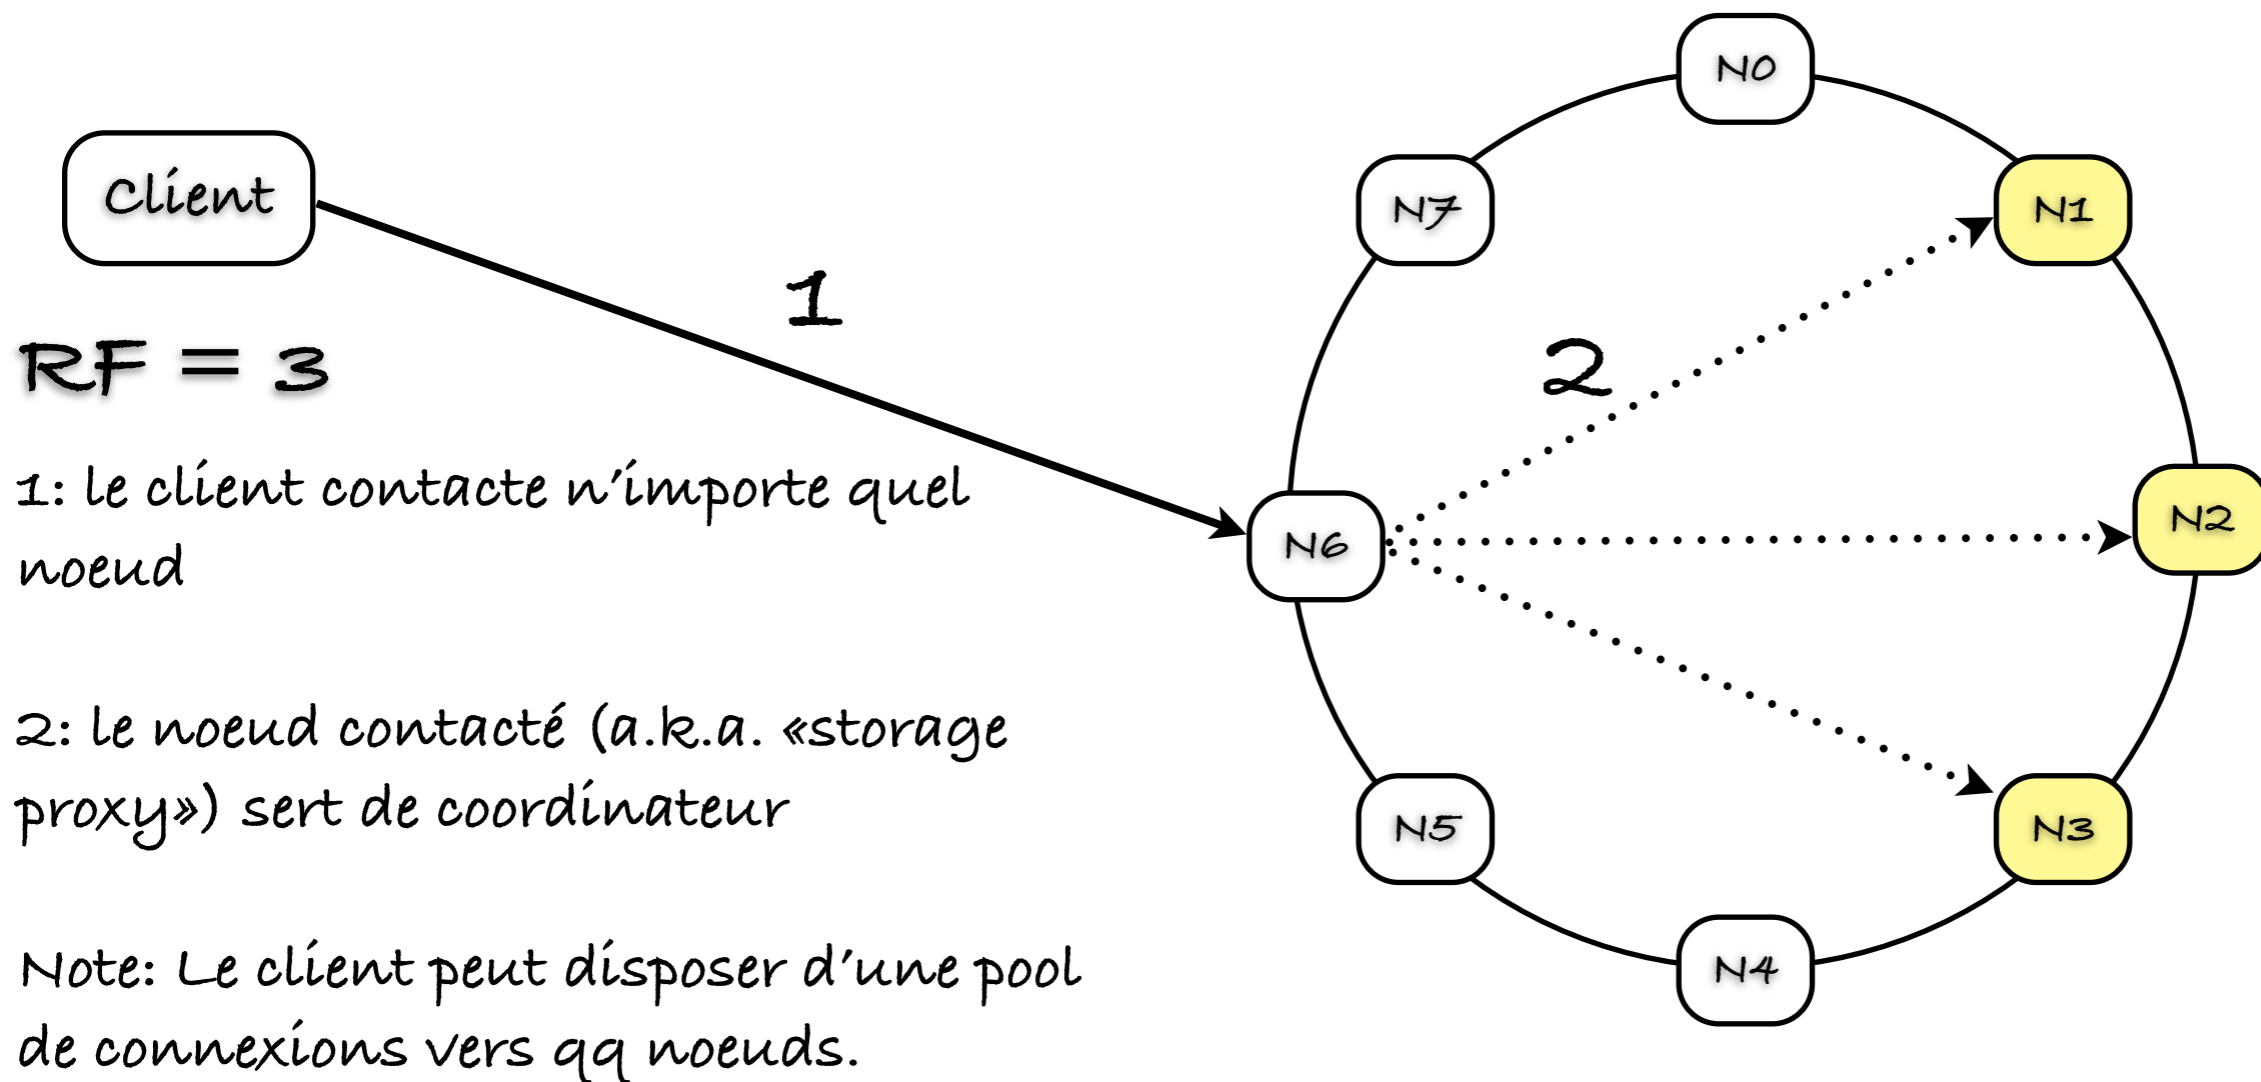 Client
RF = 3
1: le client contacte n'importe quel
noeud
2: le noeud contacté (a.k.a. «storage
proxy») sert de coordinateur
Note: Le client peut disposer d'une pool
de connexions vers qq noeuds.
1
2
N0
N1
N2
N3
N4
N5
N6
N7